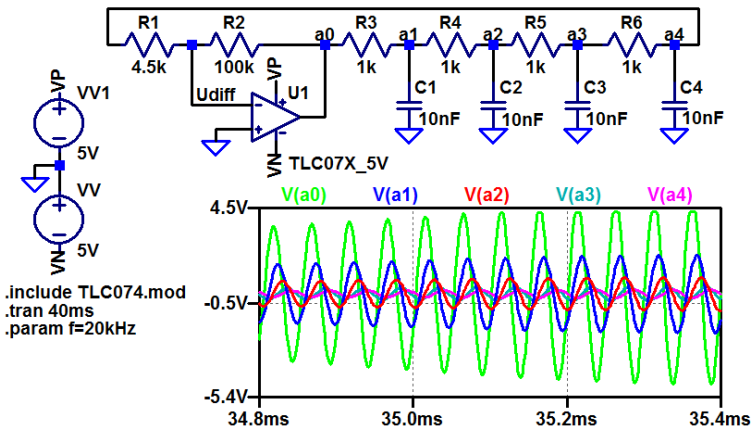 R1 R2 R3 R4 R5 R6
a0 a1 a2 a3 a4
4.5k 100k 1k 1k 1k 1k
VP
U1
Udiff
C1 C2 C3 C4
10nF 10nF 10nF 10nF
VN
TLC07X_5V
VP
VV1
5V
VV
5V
VN
.include TLC074.mod
.tran 40ms
.param f=20kHz
V(a0) V(a1) V(a2) V(a3) V(a4)
4.5V
-0.5V
-5.4V
34.8ms 35.0ms 35.2ms 35.4ms